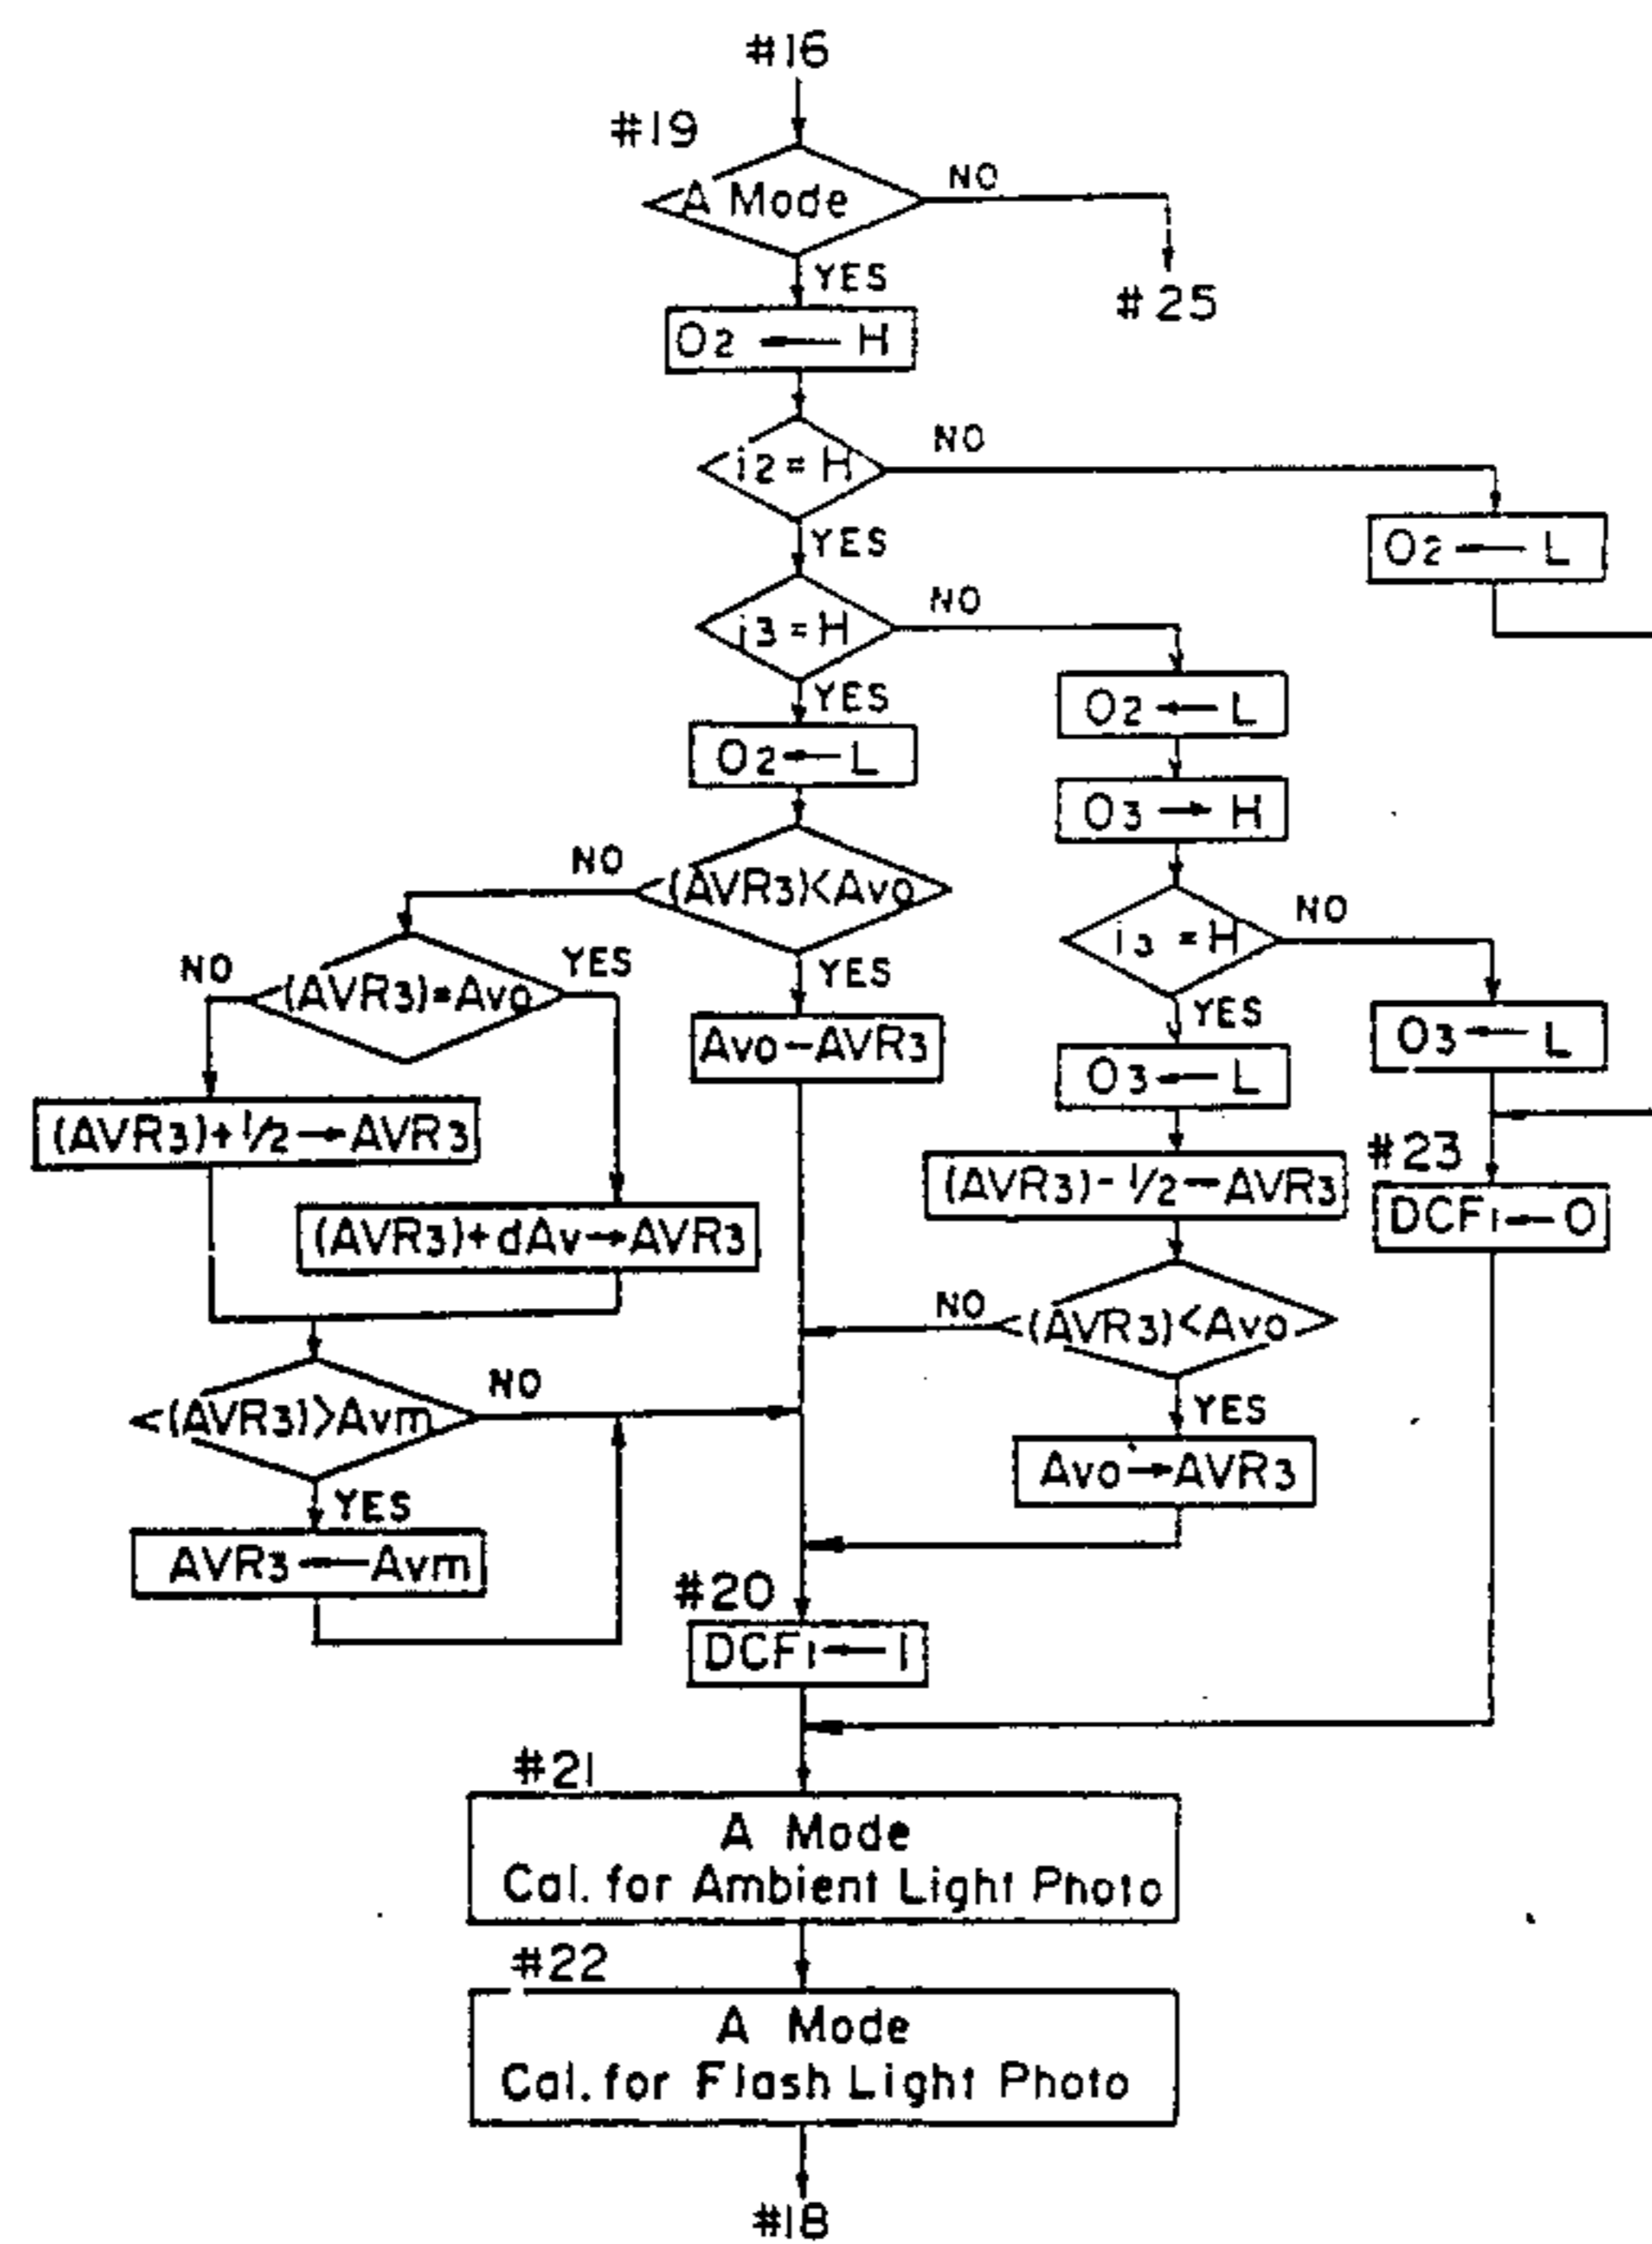 #16
#19
A Mode
NO
YES
#25
O2 ← H
i2 = H
NO
YES
O2 ← L
i3 = H
NO
YES
O2 ← L
O2 ← L
O3 → H
(AVR3)<Avo
NO
YES
i3 = H
NO
YES
(AVR3)=Avo
NO
YES
Avo−AVR3
O3 ← L
O3 ← L
(AVR3)+1/2→AVR3
(AVR3)-1/2−AVR3
#23
DCF1←0
(AVR3)+dAv→AVR3
(AVR3)<Avo
NO
YES
(AVR3)>Avm
NO
YES
Avo→AVR3
AVR3←Avm
#20
DCF1←1
#21
A Mode
Cal. for Ambient Light Photo
#22
A Mode
Cal. for Flash Light Photo
#18